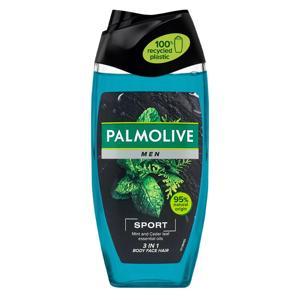 100%
recycled
plastic
PALMOLIVE
MEN
95%
natural
origin
SPORT
Mint and Cedar leaf
essential oils
3 IN 1
BODY FACE HAIR